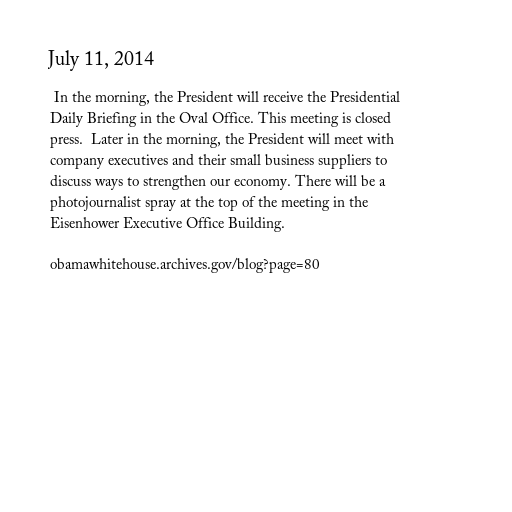 July 11, 2014
In the morning, the President will receive the Presidential
Daily Briefing in the Oval Office. This meeting is closed
press.  Later in the morning, the President will meet with
company executives and their small business suppliers to
discuss ways to strengthen our economy. There will be a
photojournalist spray at the top of the meeting in the
Eisenhower Executive Office Building.
obamawhitehouse.archives.gov/blog?page=80